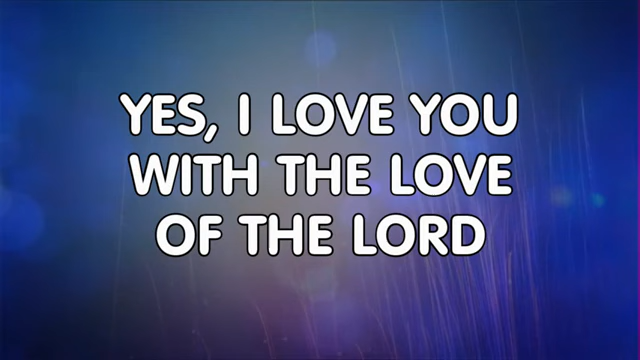 YES, I LOVE YOU
WITH THE LOVE
OF THE LORD